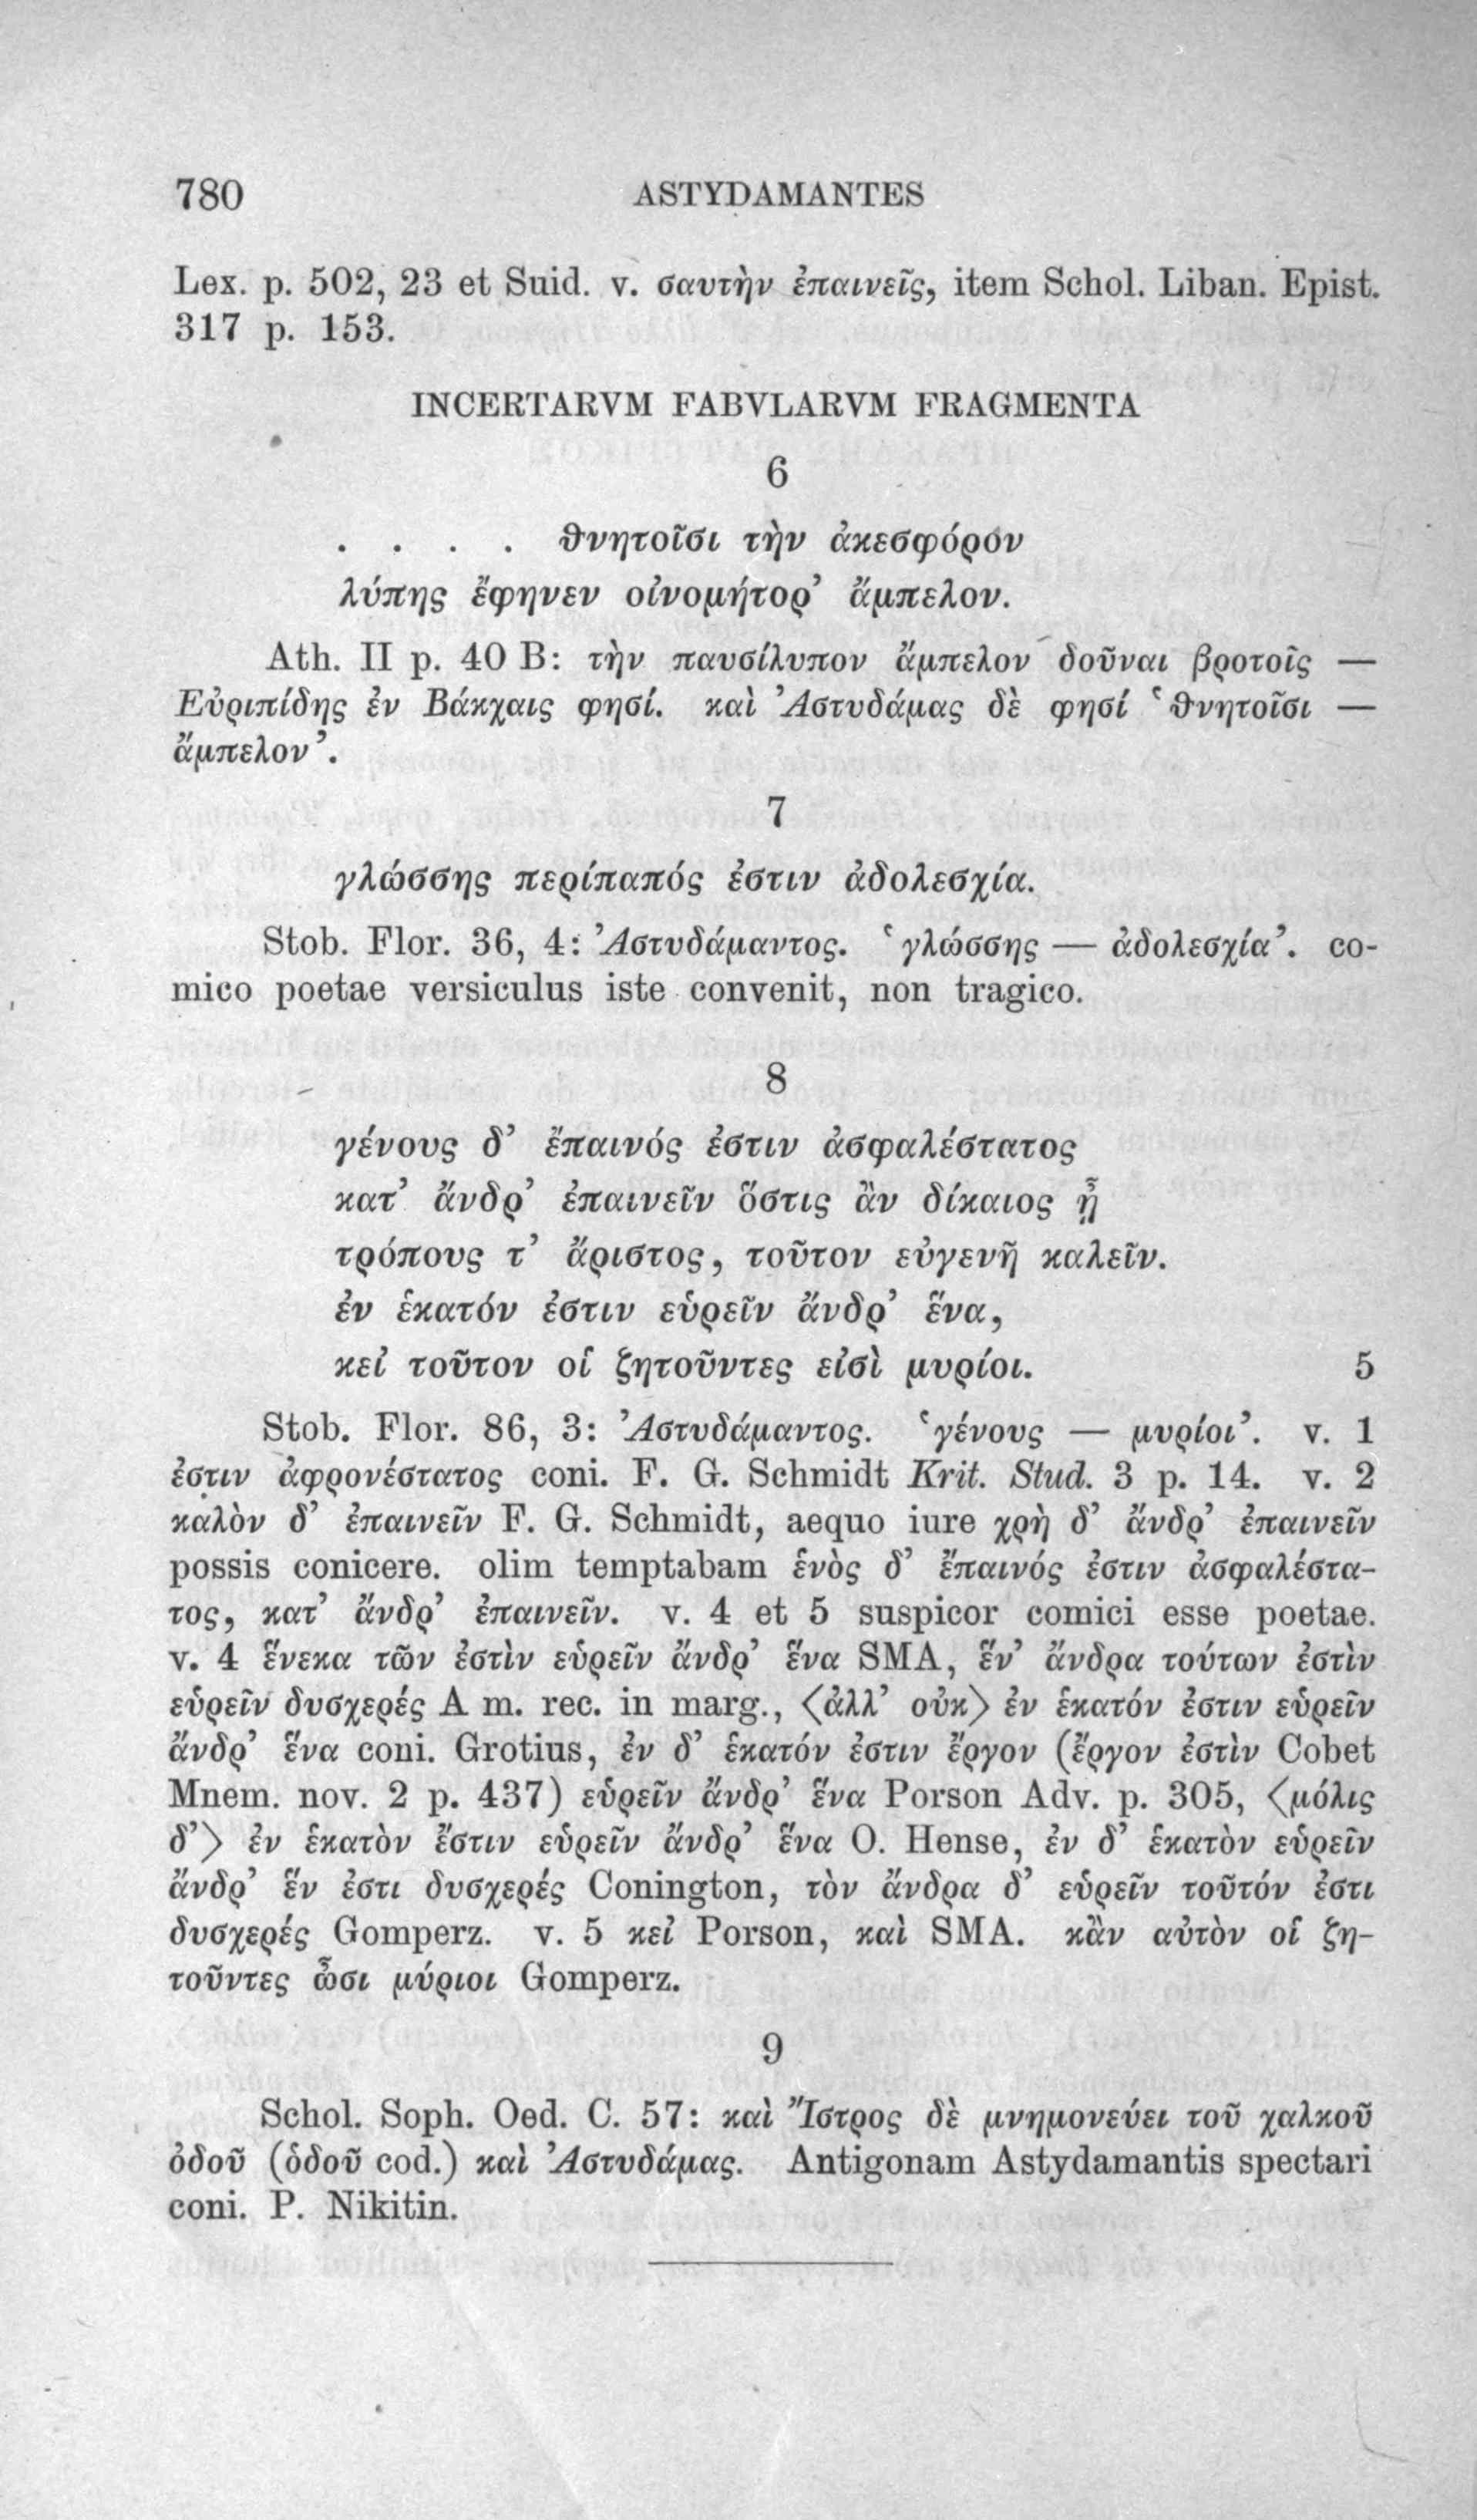 780 ASTYDAMANTES
Lex. p. 502, 23 et Suid. v. σαυτὴν ἐπαινεῖς, item Schol. Liban. Epist.
317 p. 153.
INCERTARVM FABVLARVM FRAGMENTA
6
. . . . θνητοῖσι τὴν ἀκεσφόρον
λύπης ἔφηνεν οἰνομήτορ’ ἄμπελον.
Ath. II p. 40 B: τὴν παυσίλυπον ἄμπελον δοῦναι βροτοῖς —
Εὐριπίδης ἐν Βάκχαις φησί. καὶ Ἀστυδάμας δὲ φησί ‘θνητοῖσι —
ἄμπελον’.
7
γλώσσης περίπαπός ἐστιν ἀδολεσχία.
Stob. Flor. 36, 4: Ἀστυδάμαντος. ‘γλώσσης — ἀδολεσχία’. co-
mico poetae versiculus iste convenit, non tragico.
8
γένους δ’ ἔπαινός ἐστιν ἀσφαλέστατος
κατ’ ἄνδρ’ ἐπαινεῖν ὅστις ἂν δίκαιος ᾖ
τρόπους τ’ ἄριστος, τοῦτον εὐγενῆ καλεῖν.
ἐν ἑκατόν ἐστιν εὑρεῖν ἄνδρ’ ἕνα,
κεἰ τοῦτον οἱ ζητοῦντες εἰσὶ μυρίοι. 5
Stob. Flor. 86, 3: Ἀστυδάμαντος. ‘γένους — μυρίοι’. v. 1
ἐστιν ἀφρονέστατος coni. F. G. Schmidt Krit. Stud. 3 p. 14. v. 2
καλὸν δ’ ἐπαινεῖν F. G. Schmidt, aequo iure χρὴ δ’ ἄνδρ’ ἐπαινεῖν
possis conicere. olim temptabam ἑνὸς δ’ ἔπαινός ἐστιν ἀσφαλέστα-
τος, κατ’ ἄνδρ’ ἐπαινεῖν. v. 4 et 5 suspicor comici esse poetae.
v. 4 ἕνεκα τῶν ἐστὶν εὑρεῖν ἄνδρ’ ἕνα SMA, ἕν’ ἄνδρα τούτων ἐστὶν
εὑρεῖν δυσχερές A m. rec. in marg., ⟨ἀλλ’ οὐκ⟩ ἐν ἑκατόν ἐστιν εὑρεῖν
ἄνδρ’ ἕνα coni. Grotius, ἐν δ’ ἑκατόν ἐστιν ἔργον (ἔργον ἐστὶν Cobet
Mnem. nov. 2 p. 437) εὑρεῖν ἄνδρ’ ἕνα Porson Adv. p. 305, ⟨μόλις
δ’⟩ ἐν ἑκατὸν ἔστιν εὑρεῖν ἄνδρ’ ἕνα O. Hense, ἐν δ’ ἑκατὸν εὑρεῖν
ἄνδρ’ ἕν ἐστι δυσχερές Conington, τὸν ἄνδρα δ’ εὑρεῖν τοῦτόν ἐστι
δυσχερές Gomperz. v. 5 κεἰ Porson, καὶ SMA. κἂν αὐτὸν οἱ ζη-
τοῦντες ὦσι μύριοι Gomperz.
9
Schol. Soph. Oed. C. 57: καὶ Ἴστρος δὲ μνημονεύει τοῦ χαλκοῦ
ὀδοῦ (ὁδοῦ cod.) καὶ Ἀστυδάμας. Antigonam Astydamantis spectari
coni. P. Nikitin.